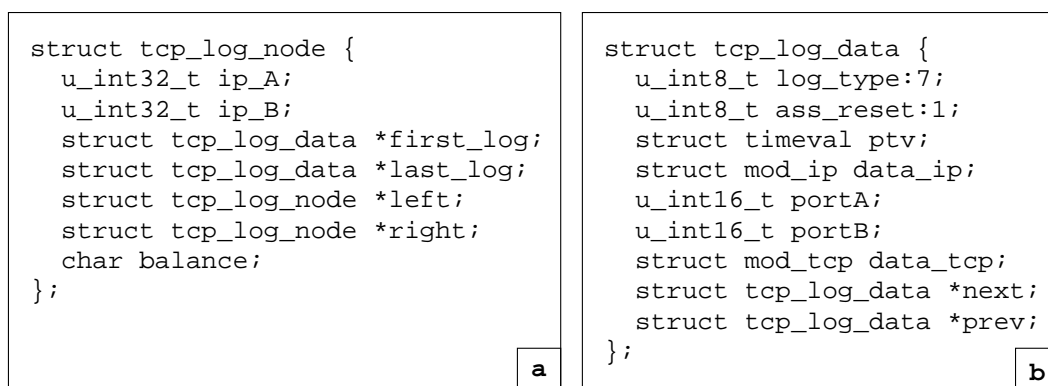 struct tcp_log_node {
  u_int32_t ip_A;
  u_int32_t ip_B;
  struct tcp_log_data *first_log;
  struct tcp_log_data *last_log;
  struct tcp_log_node *left;
  struct tcp_log_node *right;
  char balance;
};
a
struct tcp_log_data {
  u_int8_t log_type:7;
  u_int8_t ass_reset:1;
  struct timeval ptv;
  struct mod_ip data_ip;
  u_int16_t portA;
  u_int16_t portB;
  struct mod_tcp data_tcp;
  struct tcp_log_data *next;
  struct tcp_log_data *prev;
};
b